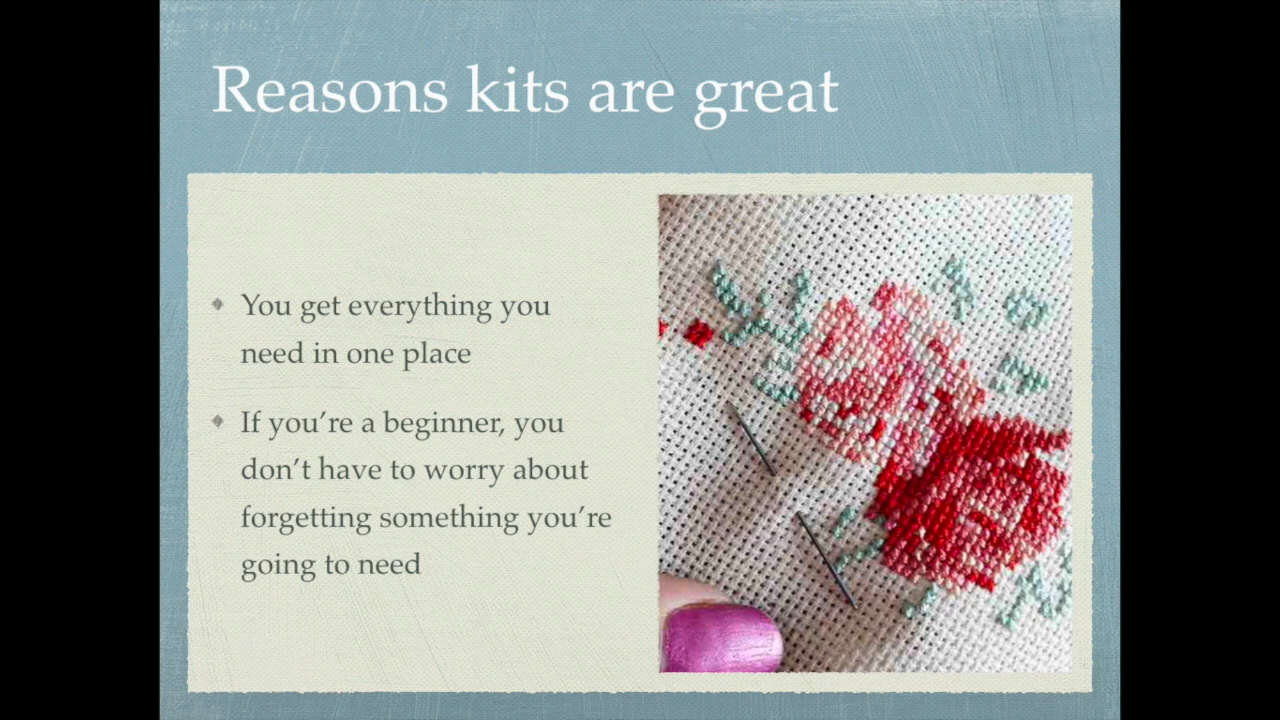 Reasons kits are great
You get everything you
need in one place
If you’re a beginner, you
don’t have to worry about
forgetting something you’re
going to need